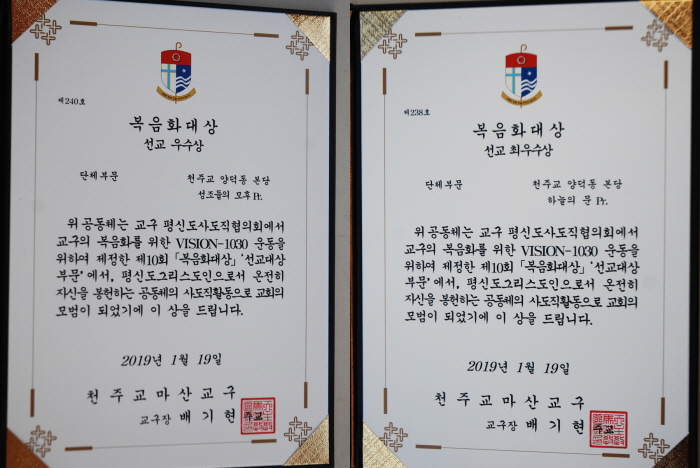 제240호
복음화대상
선교 우수상
단체부문
천주교 양덕동 본당
성조들의 모후 Pr.
위 공동체는 교구 평신도사도직협의회에서
교구의 복음화를 위한 VISION-1030 운동을
위하여 제정한 제10회 「복음화대상」 ‘선교대상
부문’에서, 평신도그리스도인으로서 온전히
자신을 봉헌하는 공동체의 사도직활동으로 교회의
모범이 되었기에 이 상을 드립니다.
2019년 1월 19일
천주교마산교구
교구장 배기현
제238호
복음화대상
선교 최우수상
단체부문
천주교 양덕동 본당
하늘의 문 Pr.
위 공동체는 교구 평신도사도직협의회에서
교구의 복음화를 위한 VISION-1030 운동을
위하여 제정한 제10회 「복음화대상」 ‘선교대상
부문’에서, 평신도그리스도인으로서 온전히
자신을 봉헌하는 공동체의 사도직활동으로 교회의
모범이 되었기에 이 상을 드립니다.
2019년 1월 19일
천주교마산교구
교구장 배기현